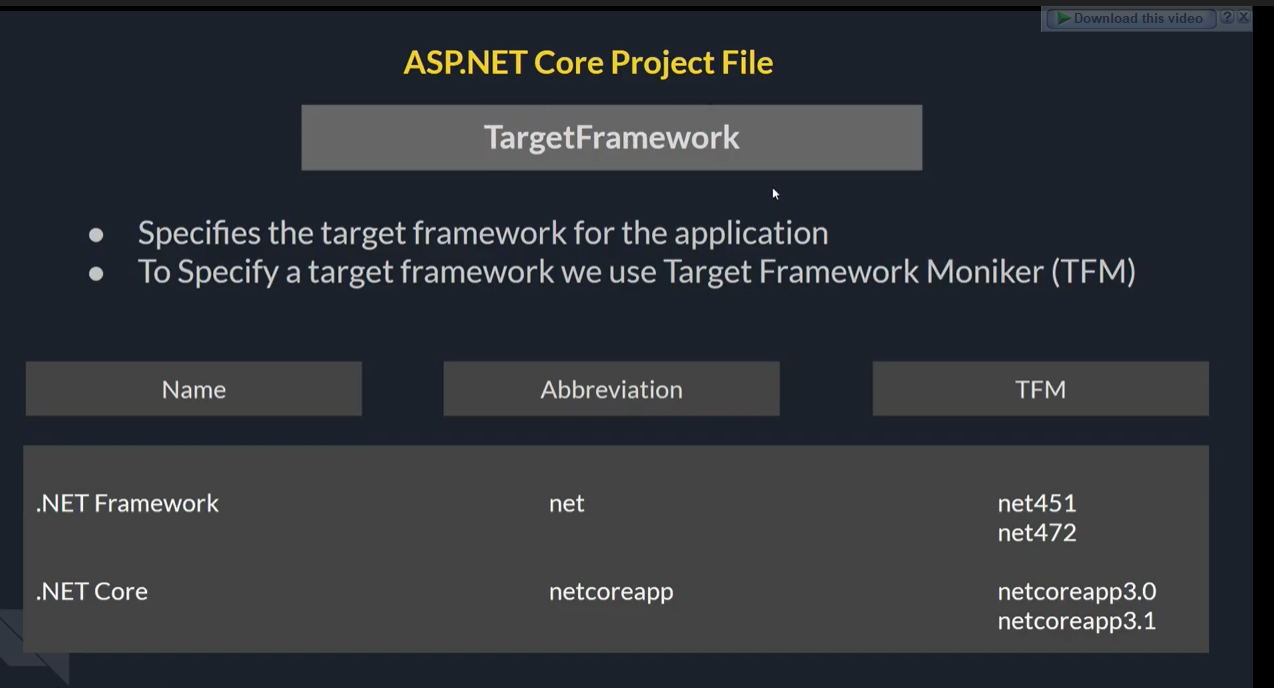 Download this video ? X
ASP.NET Core Project File
TargetFramework
● Specifies the target framework for the application
● To Specify a target framework we use Target Framework Moniker (TFM)
Name Abbreviation TFM
.NET Framework net net451
net472
.NET Core netcoreapp netcoreapp3.0
netcoreapp3.1